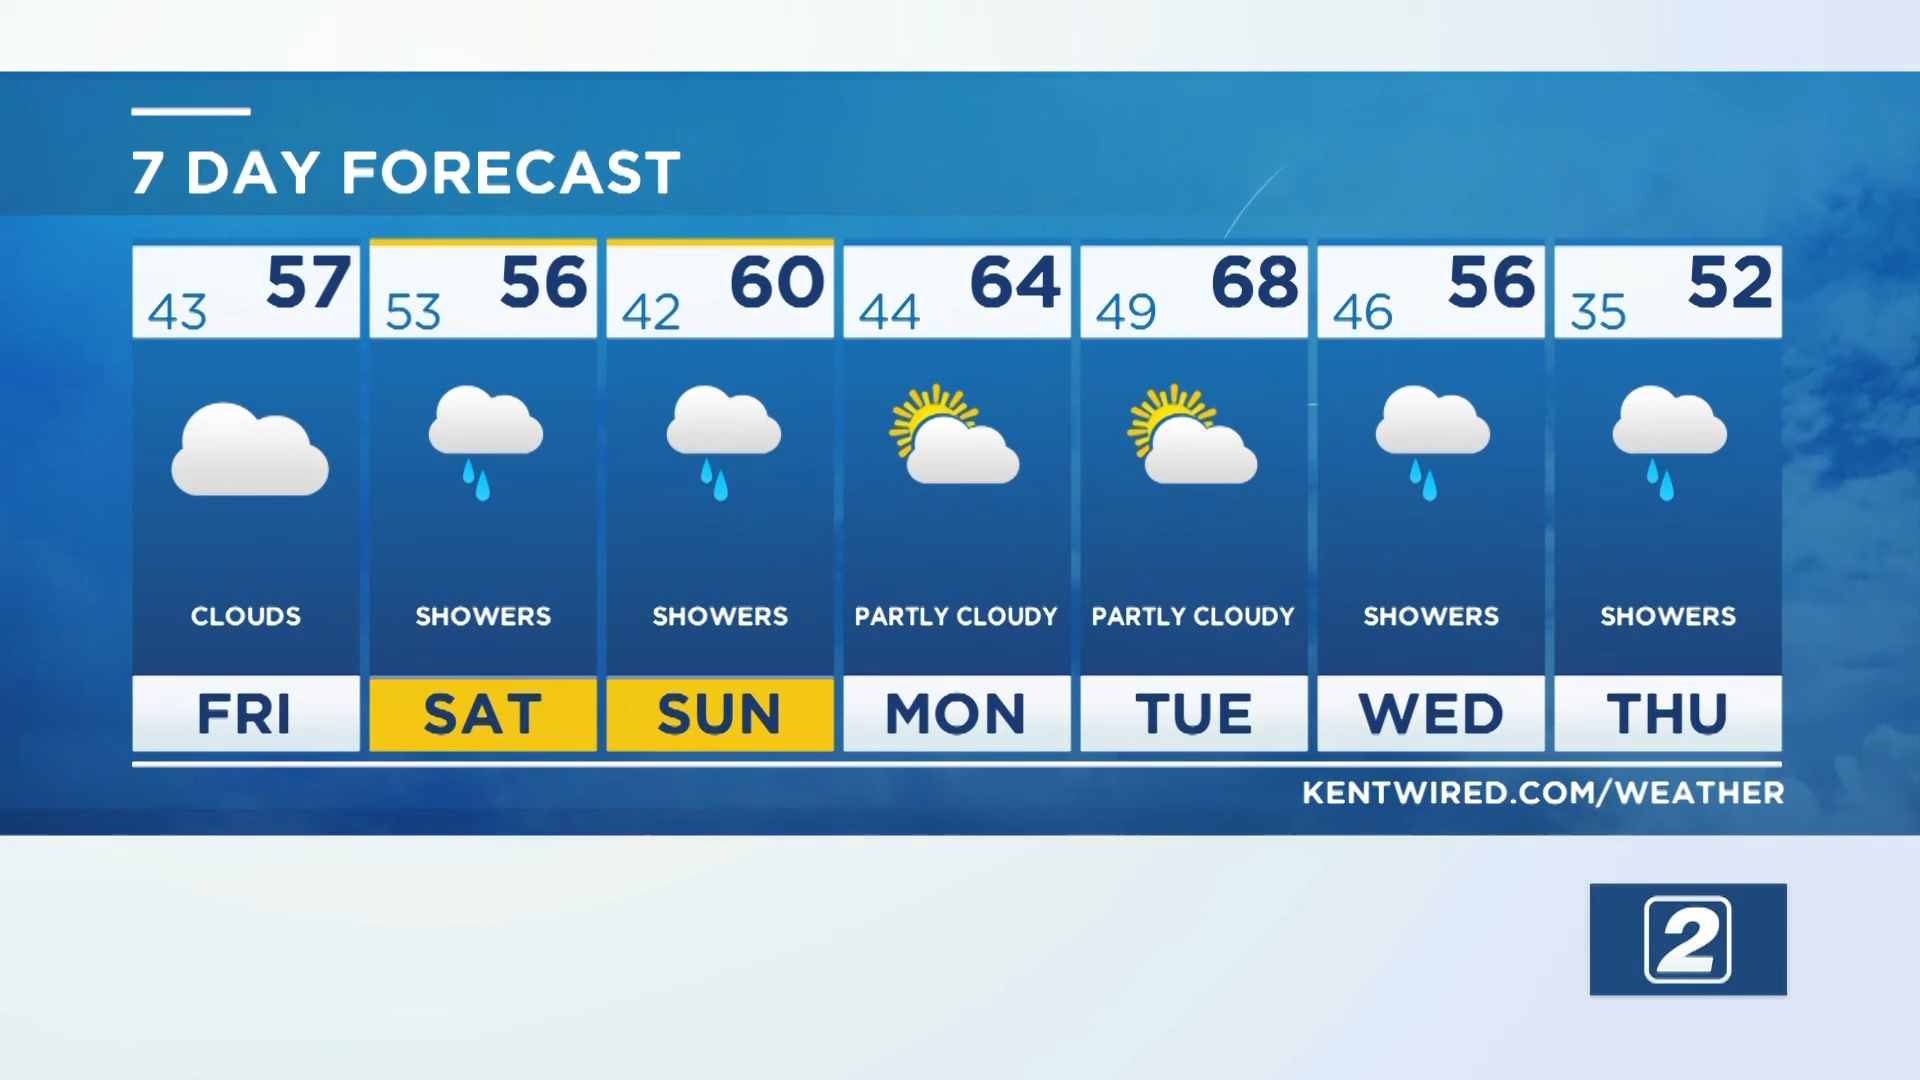 7 DAY FORECAST
43 57 53 56 42 60 44 64 49 68 46 56 35 52
CLOUDS SHOWERS SHOWERS PARTLY CLOUDY PARTLY CLOUDY SHOWERS SHOWERS
FRI SAT SUN MON TUE WED THU
KENTWIRED.COM/WEATHER
2